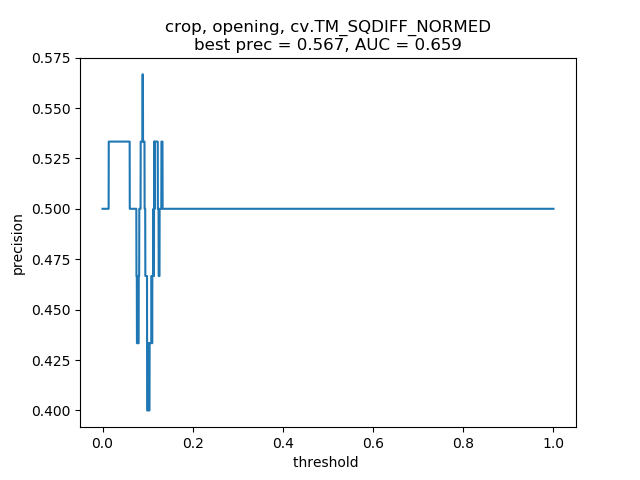 crop, opening, cv.TM_SQDIFF_NORMED
best prec = 0.567, AUC = 0.659
0.575
0.550
0.525
0.500
0.475
0.450
0.425
0.400
precision
0.0 0.2 0.4 0.6 0.8 1.0
threshold